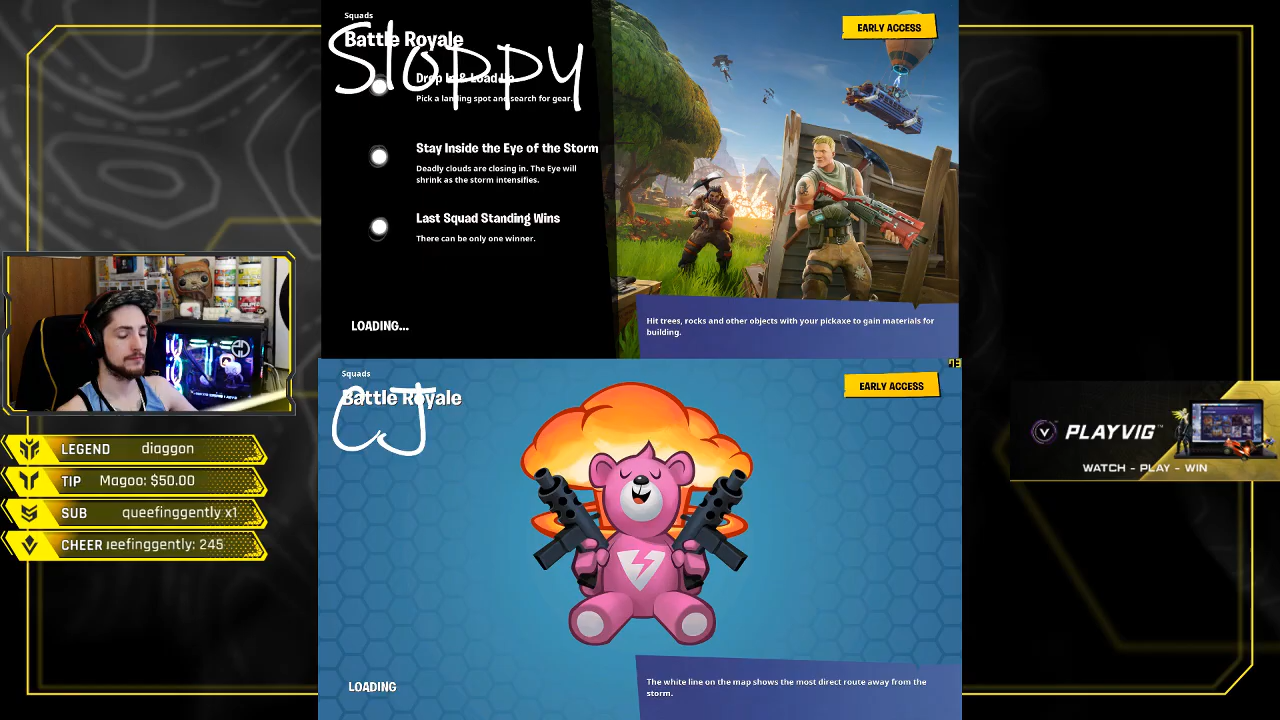 Squads
Battle Royale
Sloppy
EARLY ACCESS
Drop In & Load Up
Pick a landing spot and search for gear.
Stay Inside the Eye of the Storm
Deadly clouds are closing in. The Eye will
shrink as the storm intensifies.
Last Squad Standing Wins
There can be only one winner.
LOADING...
Hit trees, rocks and other objects with your pickaxe to gain materials for
building.
Squads
Battle Royale
CJ
EARLY ACCESS
LOADING
The white line on the map shows the most direct route away from the
storm.
LEGEND diaggon
TIP Magoo: $50.00
SUB queefinggently x1
CHEER eefinggently: 245
PLAYVIG™
WATCH - PLAY - WIN